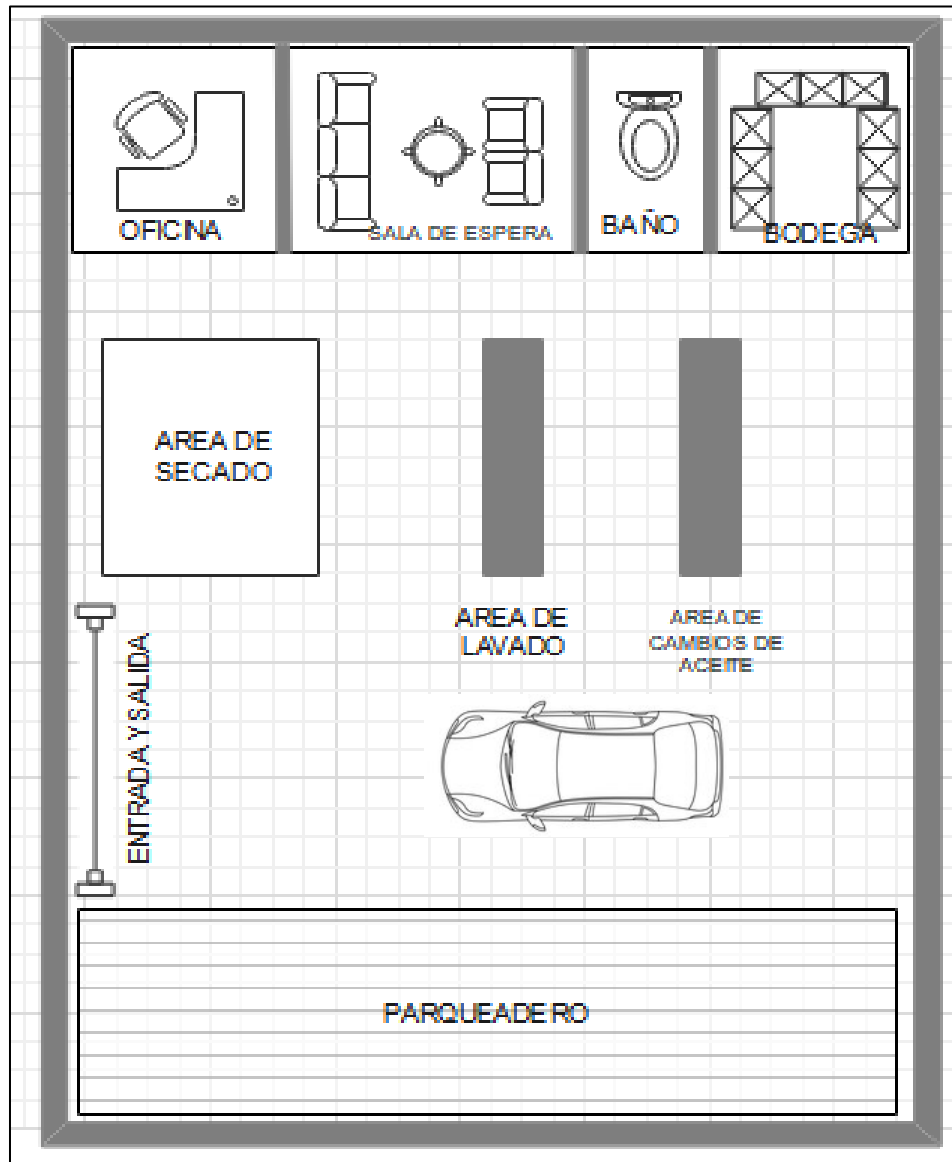 OFICINA
SALA DE ESPERA
BAÑO
BODEGA
AREA DE
SECADO
AREA DE
LAVADO
AREA DE
CAMBIOS DE
ACEITE
ENTRADA Y SALIDA
PARQUEADERO